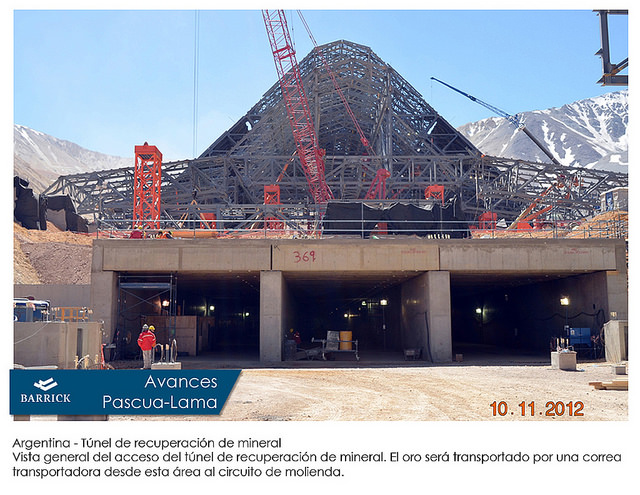 369
BARRICK
Avances
Pascua-Lama
10.11.2012
Argentina - Túnel de recuperación de mineral
Vista general del acceso del túnel de recuperación de mineral. El oro será transportado por una correa
transportadora desde esta área al circuito de molienda.